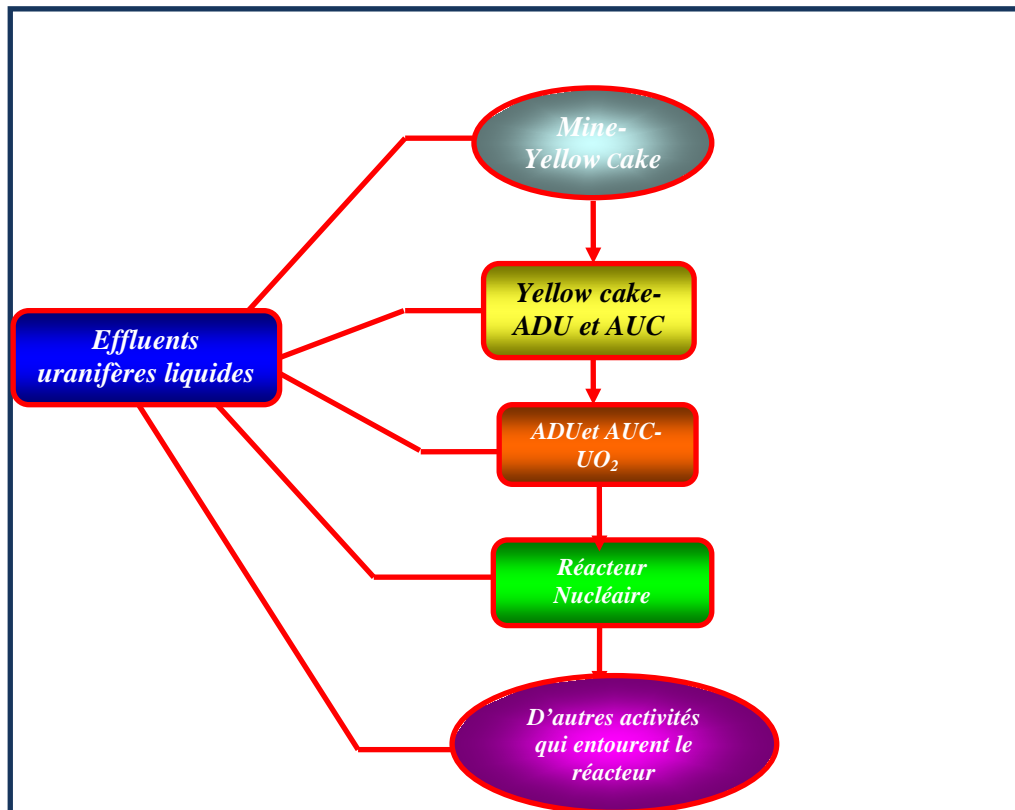 Mine-
Yellow Cake
Yellow cake-
ADU et AUC
Effluents
uranifères liquides
ADUet AUC-
UO₂
Réacteur
Nucléaire
D’autres activités
qui entourent le
réacteur